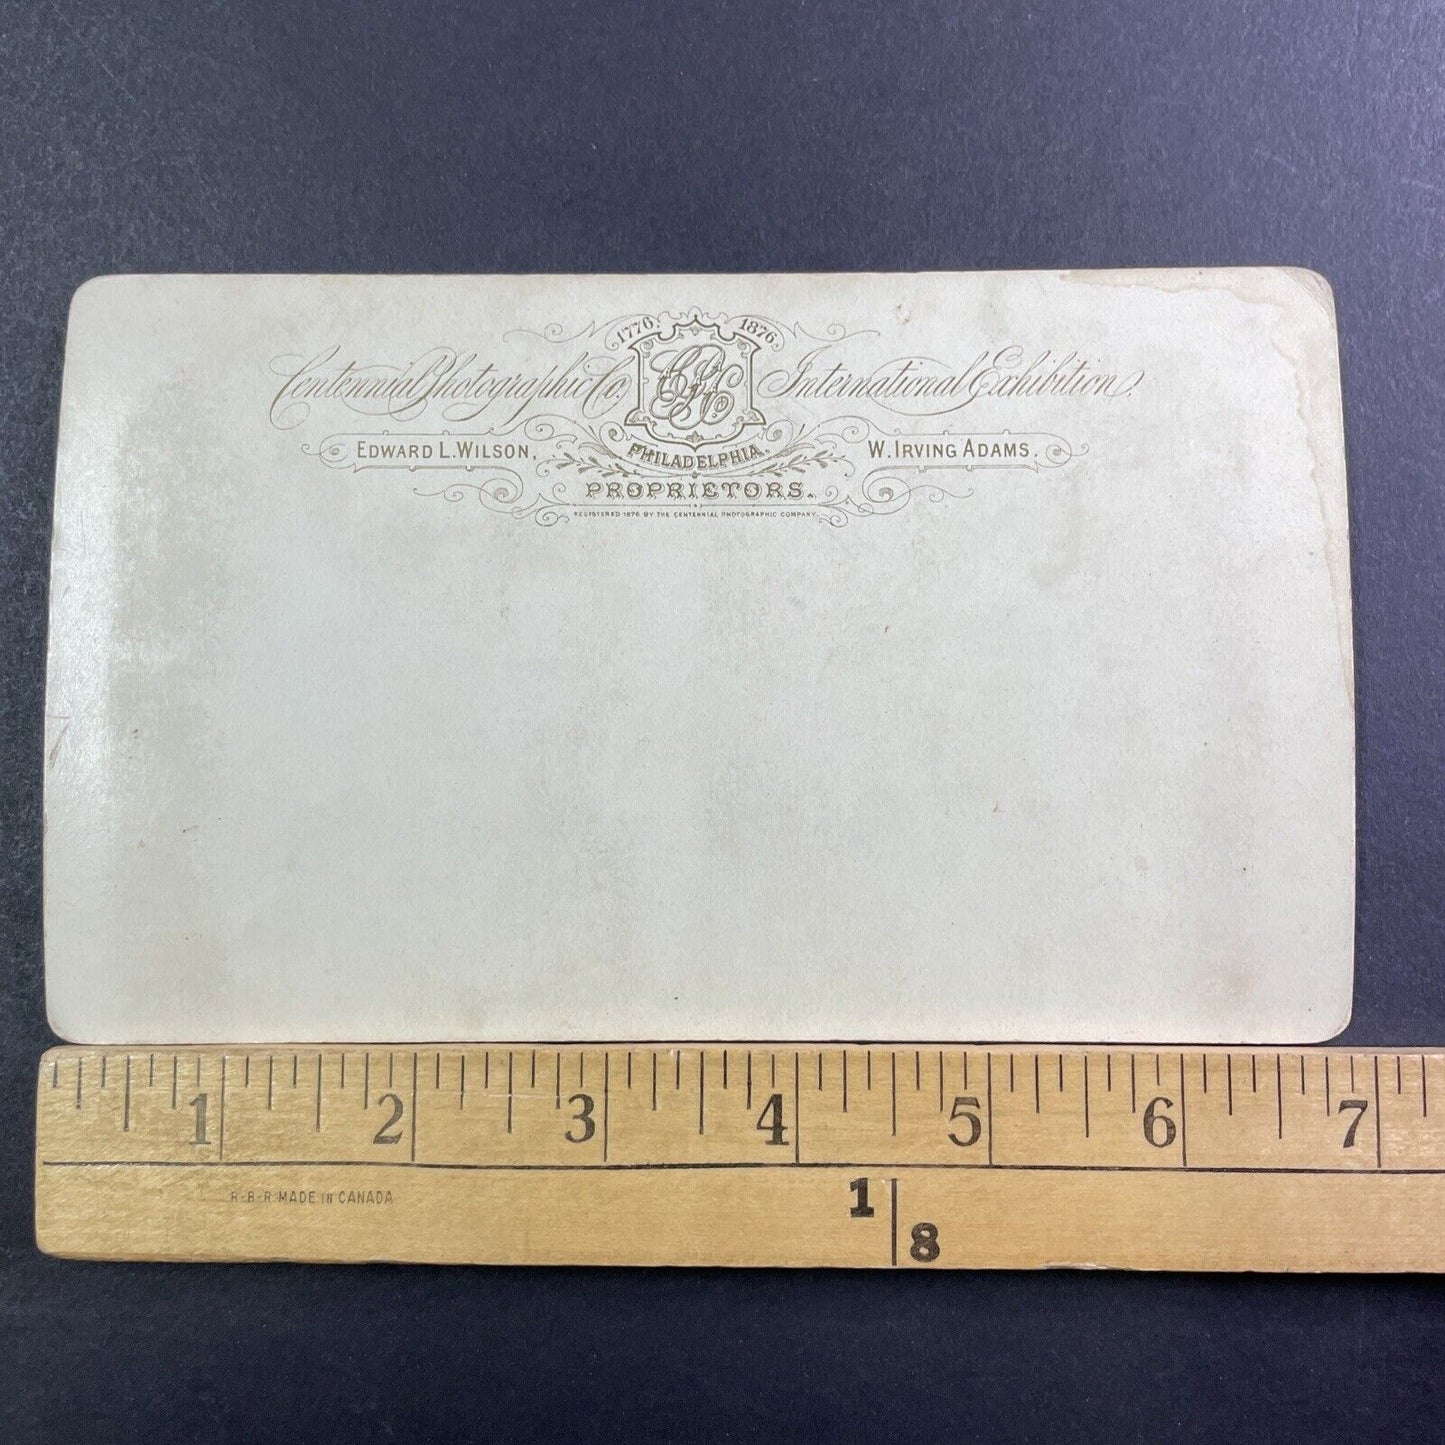 1776. 1876.
Centennial Photographic Co. CPC International Exhibition.
EDWARD L. WILSON, PHILADELPHIA. W. IRVING ADAMS.
PROPRIETORS.
REGISTERED 1876 BY THE CENTENNIAL PHOTOGRAPHIC COMPANY.
1 2 3 4 5 6 7
R-B-R MADE IN CANADA
1
8